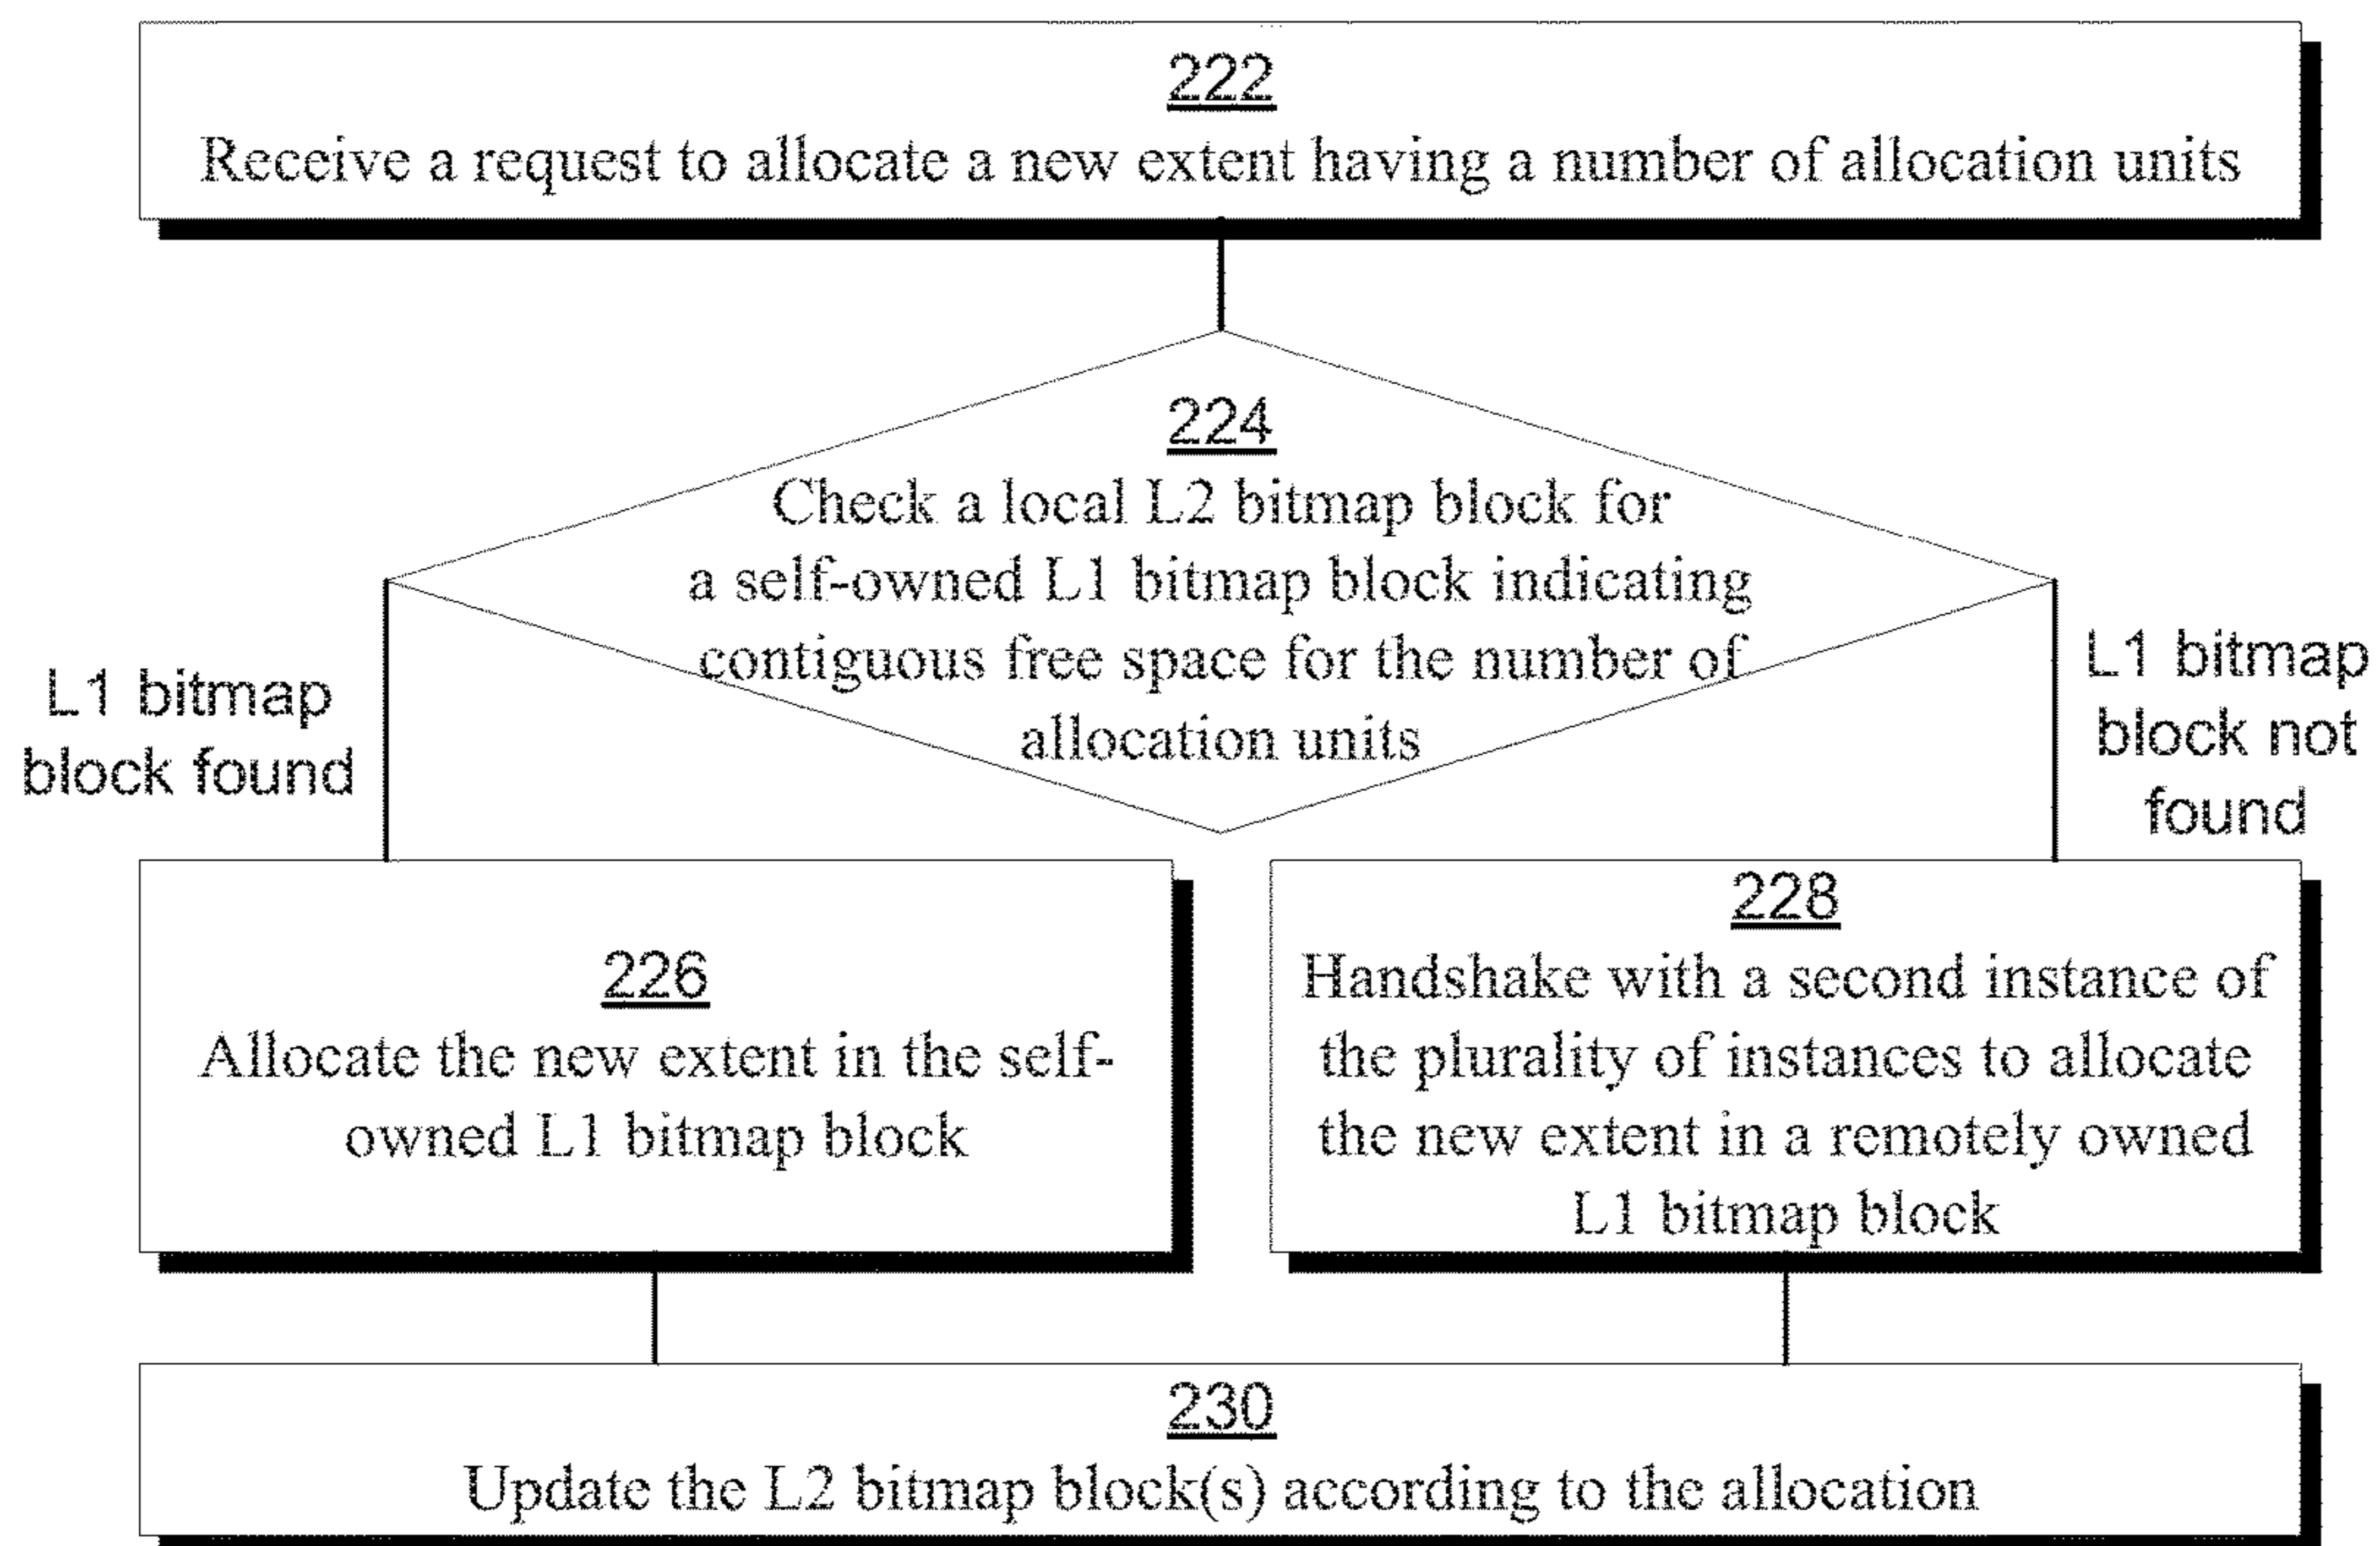 222
Receive a request to allocate a new extent having a number of allocation units
224
Check a local L2 bitmap block for
a self-owned L1 bitmap block indicating
contiguous free space for the number of
allocation units
L1 bitmap
block found
L1 bitmap
block not
found
226
Allocate the new extent in the self-
owned L1 bitmap block
228
Handshake with a second instance of
the plurality of instances to allocate
the new extent in a remotely owned
L1 bitmap block
230
Update the L2 bitmap block(s) according to the allocation